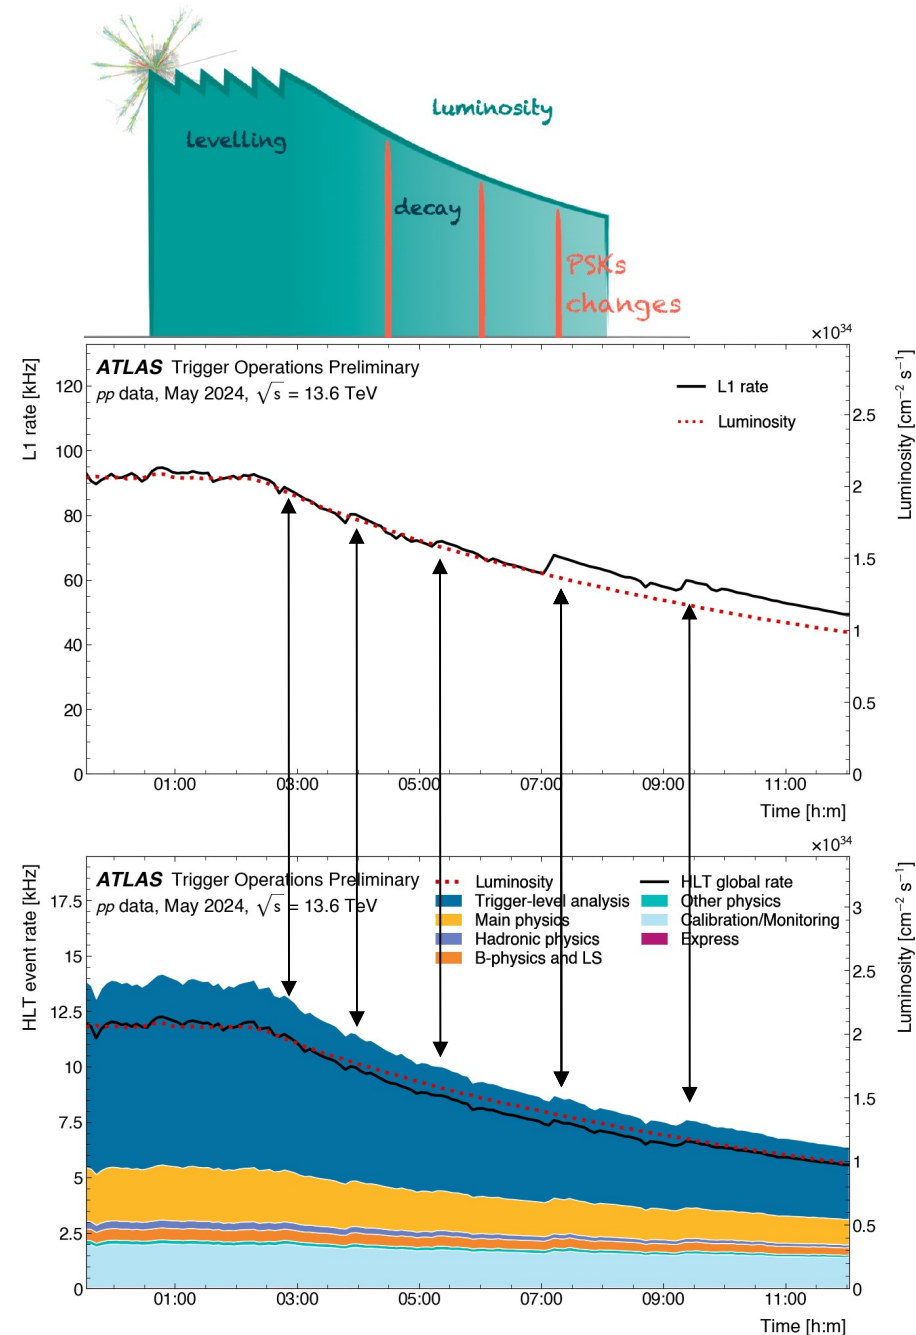 luminosity
levelling
decay
PSKs
changes
×10³⁴
ATLAS Trigger Operations Preliminary
pp data, May 2024, √s = 13.6 TeV
L1 rate
Luminosity
L1 rate [kHz]
120
100
80
60
40
20
0
2.5
2
1.5
1
0.5
0
Luminosity [cm⁻² s⁻¹]
01:00 03:00 05:00 07:00 09:00 11:00
Time [h:m]
×10³⁴
ATLAS Trigger Operations Preliminary
pp data, May 2024, √s = 13.6 TeV
Luminosity
Trigger-level analysis
Main physics
Hadronic physics
B-physics and LS
HLT global rate
Other physics
Calibration/Monitoring
Express
HLT event rate [kHz]
17.5
15
12.5
10
7.5
5
2.5
0
3
2.5
2
1.5
1
0.5
0
Luminosity [cm⁻² s⁻¹]
01:00 03:00 05:00 07:00 09:00 11:00
Time [h:m]